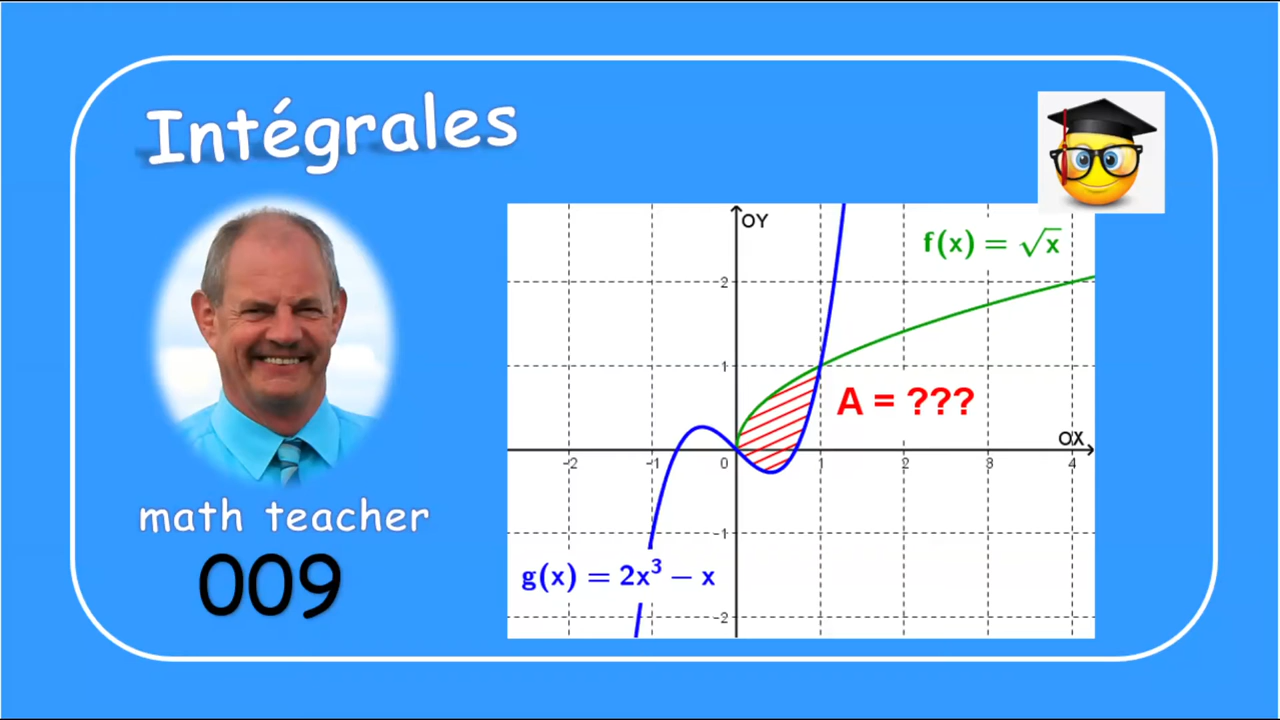 Intégrales
OY
f(x) = √x
2
1
A = ???
OX
-2 -1 0 1 2 3 4
-1
g(x) = 2x³ − x
-2
math teacher
009